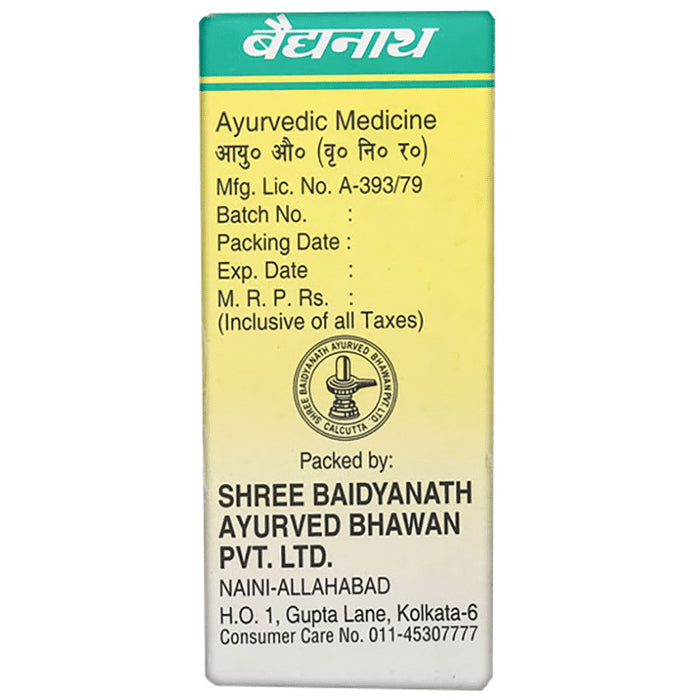 बैद्यनाथ
Ayurvedic Medicine
आयु० औ० (वृ० नि० र०)
Mfg. Lic. No. A-393/79
Batch No. :
Packing Date :
Exp. Date :
M. R. P. Rs. :
(Inclusive of all Taxes)
SHREE BAIDYANATH AYURVED BHAWAN PVT. LTD.
CALCUTTA
Packed by:
SHREE BAIDYANATH
AYURVED BHAWAN
PVT. LTD.
NAINI-ALLAHABAD
H.O. 1, Gupta Lane, Kolkata-6
Consumer Care No. 011-45307777